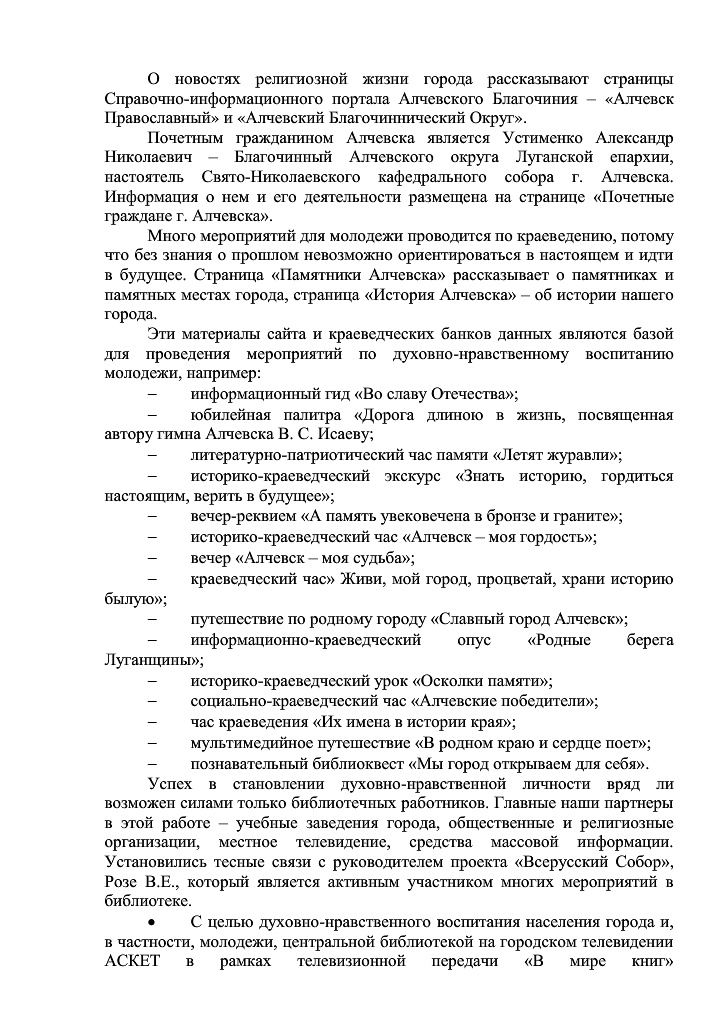 О новостях религиозной жизни города рассказывают страницы
Справочно-информационного портала Алчевского Благочиния – «Алчевск
Православный» и «Алчевский Благочиннический Округ».
Почетным гражданином Алчевска является Устименко Александр
Николаевич – Благочинный Алчевского округа Луганской епархии,
настоятель Свято-Николаевского кафедрального собора г. Алчевска.
Информация о нем и его деятельности размещена на странице «Почетные
граждане г. Алчевска».
Много мероприятий для молодежи проводится по краеведению, потому
что без знания о прошлом невозможно ориентироваться в настоящем и идти
в будущее. Страница «Памятники Алчевска» рассказывает о памятниках и
памятных местах города, страница «История Алчевска» – об истории нашего
города.
Эти материалы сайта и краеведческих банков данных являются базой
для проведения мероприятий по духовно-нравственному воспитанию
молодежи, например:
– информационный гид «Во славу Отечества»;
– юбилейная палитра «Дорога длиною в жизнь, посвященная
автору гимна Алчевска В. С. Исаеву;
– литературно-патриотический час памяти «Летят журавли»;
– историко-краеведческий экскурс «Знать историю, гордиться
настоящим, верить в будущее»;
– вечер-реквием «А память увековечена в бронзе и граните»;
– историко-краеведческий час «Алчевск – моя гордость»;
– вечер «Алчевск – моя судьба»;
– краеведческий час» Живи, мой город, процветай, храни историю
былую»;
– путешествие по родному городу «Славный город Алчевск»;
– информационно-краеведческий опус «Родные берега
Луганщины»;
– историко-краеведческий урок «Осколки памяти»;
– социально-краеведческий час «Алчевские победители»;
– час краеведения «Их имена в истории края»;
– мультимедийное путешествие «В родном краю и сердце поет»;
– познавательный библиоквест «Мы город открываем для себя».
Успех в становлении духовно-нравственной личности вряд ли
возможен силами только библиотечных работников. Главные наши партнеры
в этой работе – учебные заведения города, общественные и религиозные
организации, местное телевидение, средства массовой информации.
Установились тесные связи с руководителем проекта «Всерусский Собор»,
Розе В.Е., который является активным участником многих мероприятий в
библиотеке.
• С целью духовно-нравственного воспитания населения города и,
в частности, молодежи, центральной библиотекой на городском телевидении
АСКЕТ в рамках телевизионной передачи «В мире книг»